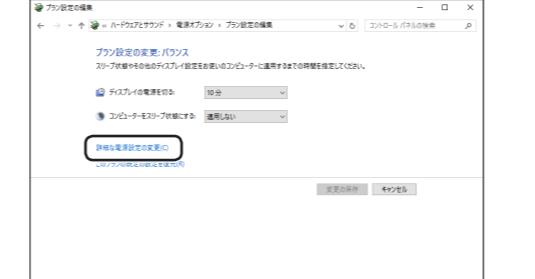 プラン設定の編集
« ハードウェアとサウンド › 電源オプション › プラン設定の編集
コントロール パネルの検索
プラン設定の変更: バランス
スリープ状態やその他のディスプレイ設定をお使いのコンピューターに適用するまでの時間を指定してください。
ディスプレイの電源を切る: 10 分
コンピューターをスリープ状態にする: 適用しない
詳細な電源設定の変更(C)
このプランの既定の設定を復元(R)
変更の保存 キャンセル